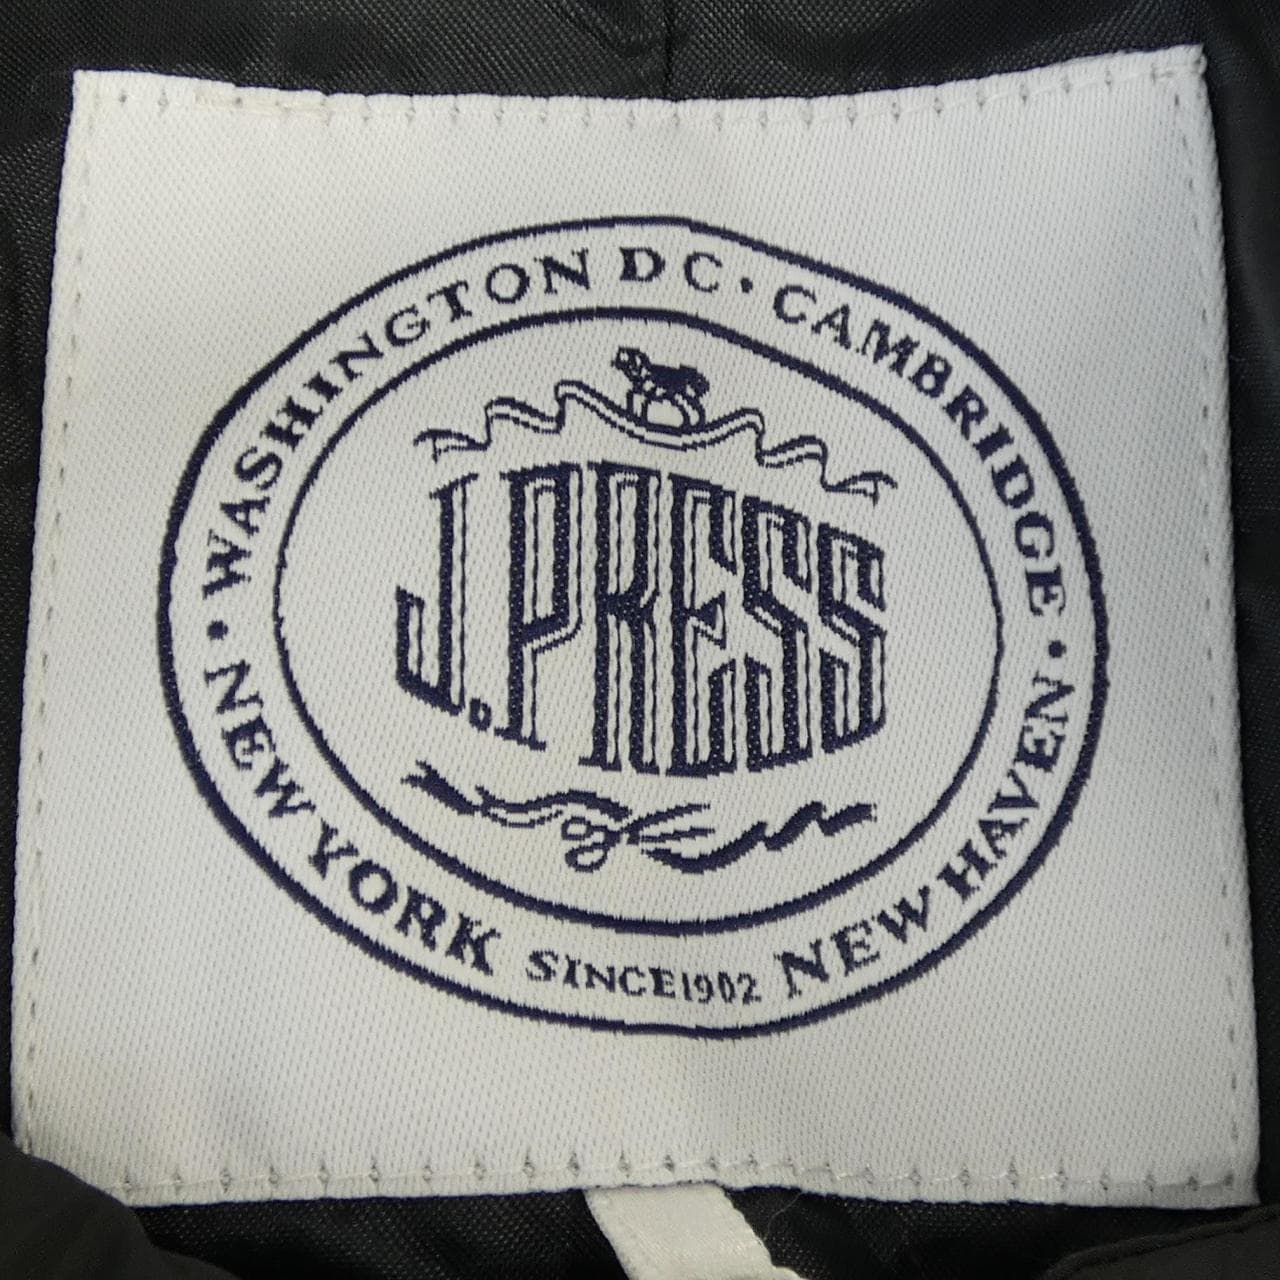 • WASHINGTON DC • CAMBRIDGE •
J.PRESS
NEW YORK SINCE 1902 NEW HAVEN